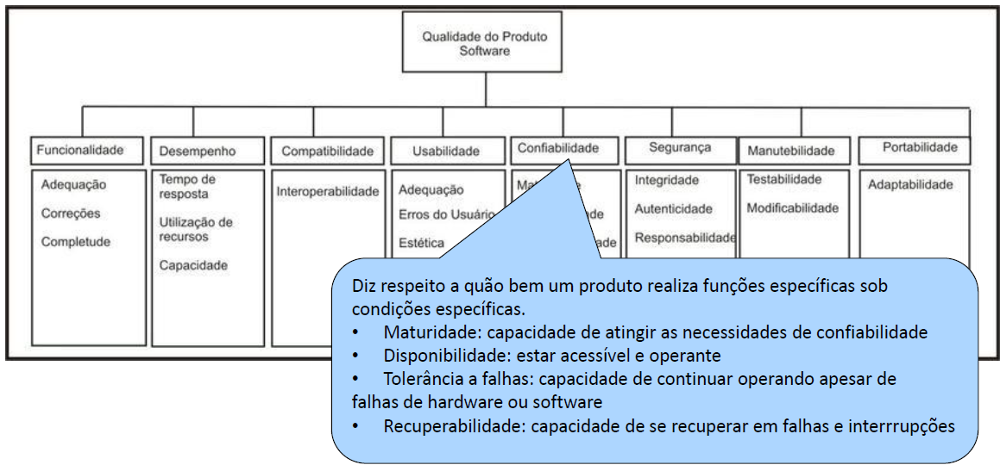 Qualidade do Produto
Software
Funcionalidade
Adequação
Correções
Completude
Desempenho
Tempo de
resposta
Utilização de
recursos
Capacidade
Compatibilidade
Interoperabilidade
Usabilidade
Adequação
Erros do Usuário
Estética
Confiabilidade
Segurança
Integridade
Autenticidade
Responsabilidade
Manutebilidade
Testabilidade
Modificabilidade
Portabilidade
Adaptabilidade
Diz respeito a quão bem um produto realiza funções específicas sob
condições específicas.
• Maturidade: capacidade de atingir as necessidades de confiabilidade
• Disponibilidade: estar acessível e operante
• Tolerância a falhas: capacidade de continuar operando apesar de
falhas de hardware ou software
• Recuperabilidade: capacidade de se recuperar em falhas e interrrupções